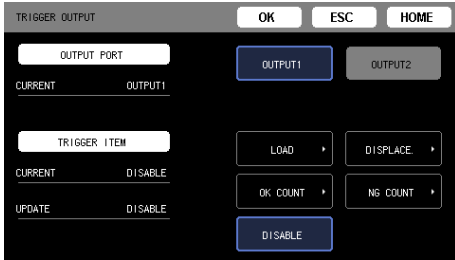 TRIGGER OUTPUT OK ESC HOME
OUTPUT PORT
OUTPUT1 OUTPUT2
CURRENT OUTPUT1
TRIGGER ITEM
LOAD DISPLACE.
CURRENT DISABLE
OK COUNT NG COUNT
UPDATE DISABLE
DISABLE